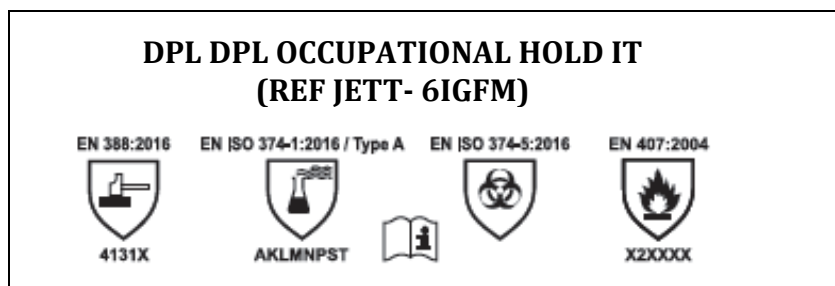 DPL DPL OCCUPATIONAL HOLD IT
(REF JETT- 6IGFM)
EN 388:2016 EN ISO 374-1:2016 / Type A EN ISO 374-5:2016 EN 407:2004
4131X AKLMNPST X2XXXX